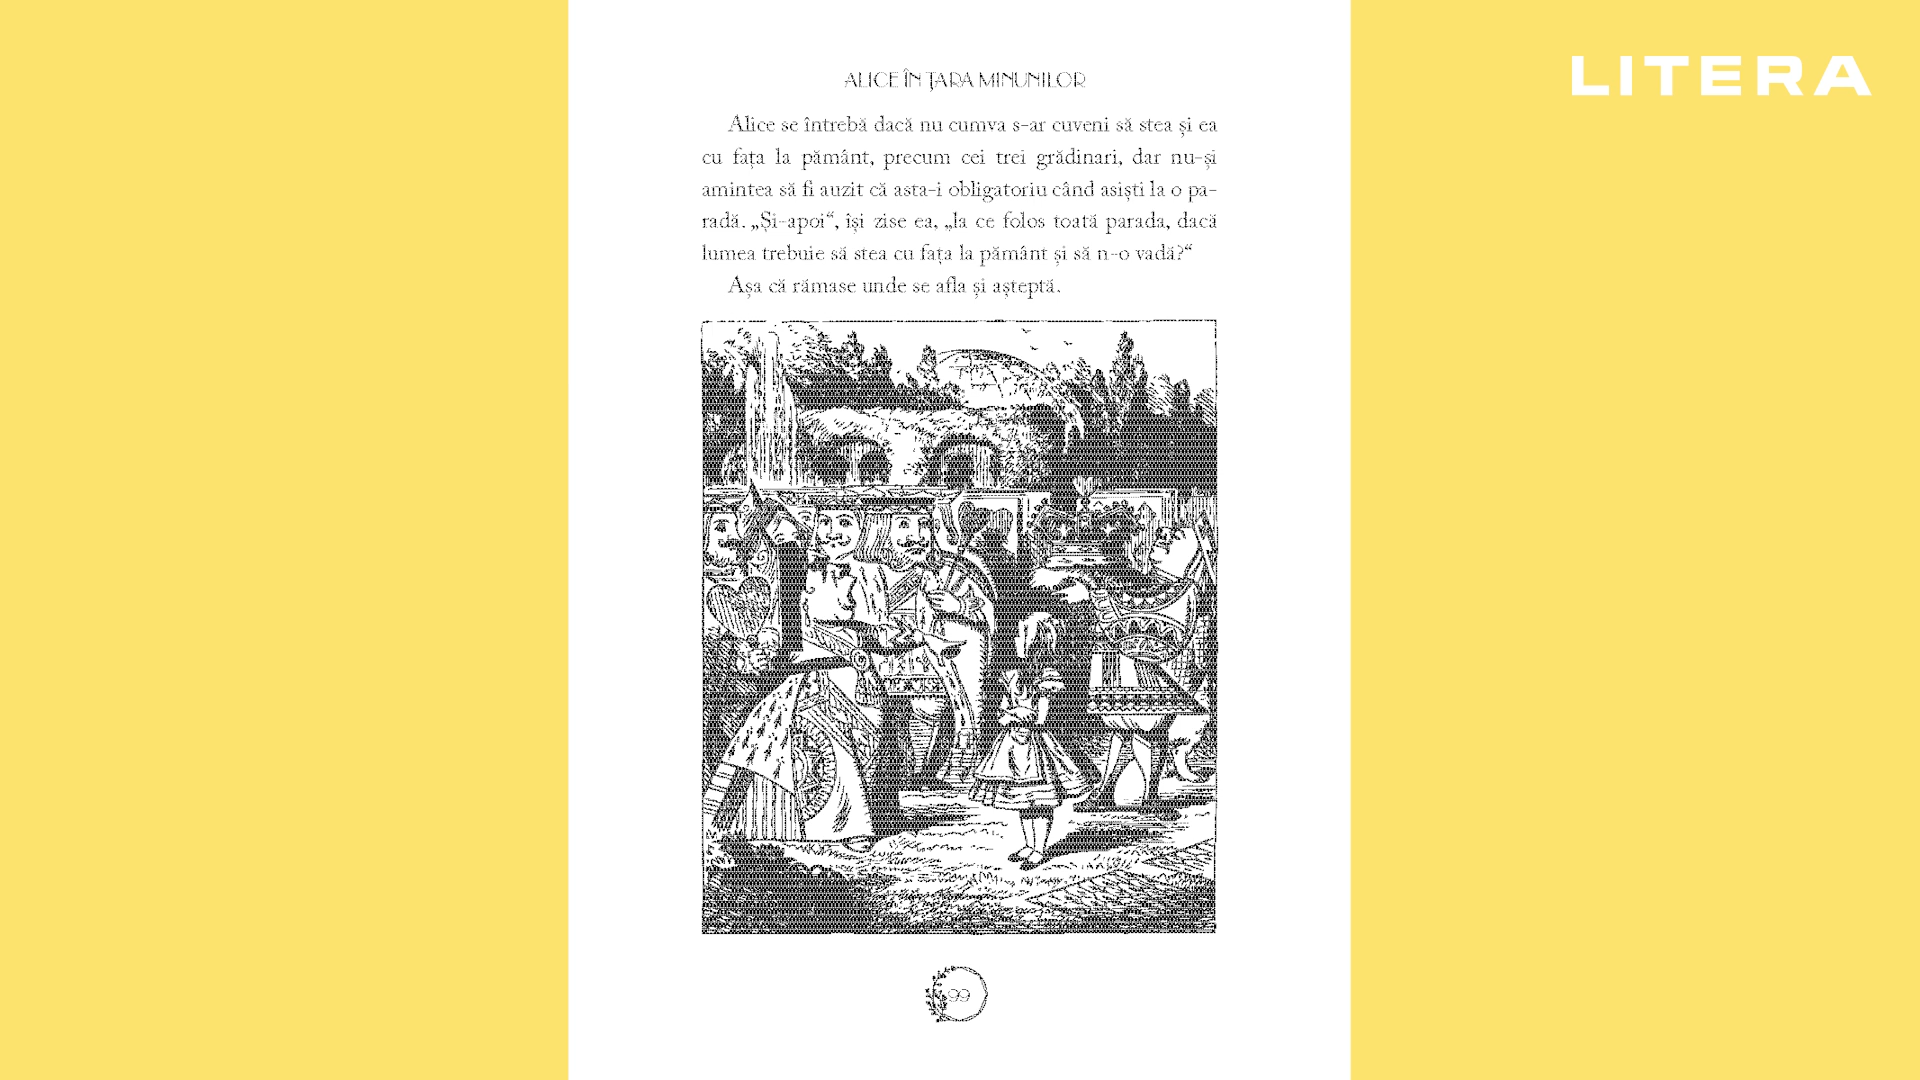 LITERA
ALICE ÎN ȚARA MINUNILOR
Alice se întrebă dacă nu cumva s-ar cuveni să stea și ea
cu fața la pământ, precum cei trei grădinari, dar nu-și
amintea să fi auzit că asta-i obligatoriu când asiști la o pa-
radă. „Și-apoi“, își zise ea, „la ce folos toată parada, dacă
lumea trebuie să stea cu fața la pământ și să n-o vadă?“
Așa că rămase unde se afla și așteptă.
99